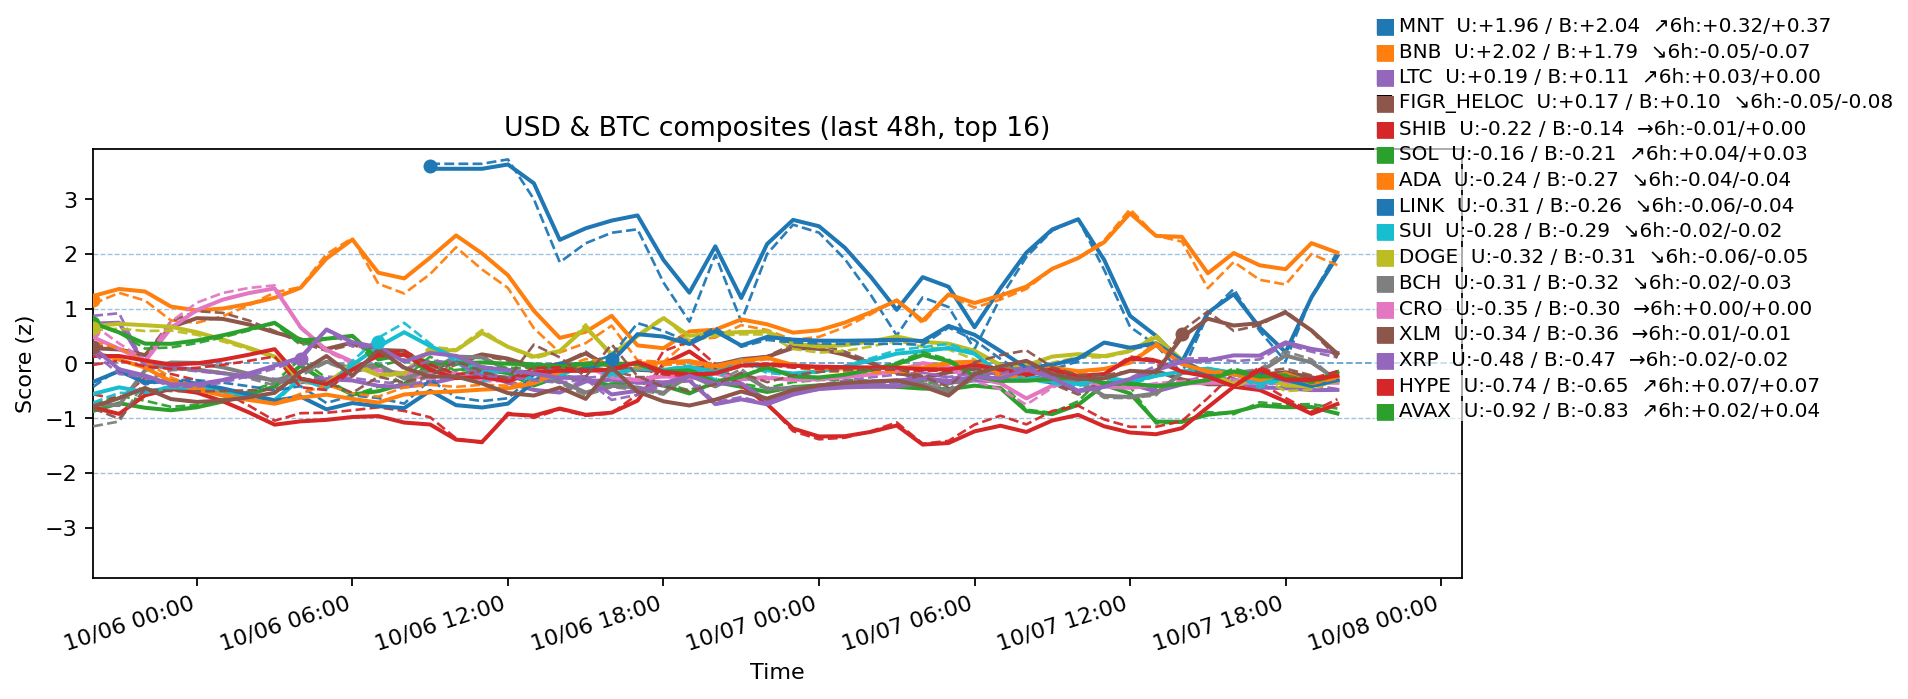 MNT  U:+1.96 / B:+2.04  ↗6h:+0.32/+0.37
BNB  U:+2.02 / B:+1.79  ↘6h:-0.05/-0.07
LTC  U:+0.19 / B:+0.11  ↗6h:+0.03/+0.00
FIGR_HELOC  U:+0.17 / B:+0.10  ↘6h:-0.05/-0.08
SHIB  U:-0.22 / B:-0.14  →6h:-0.01/+0.00
SOL  U:-0.16 / B:-0.21  ↗6h:+0.04/+0.03
ADA  U:-0.24 / B:-0.27  ↘6h:-0.04/-0.04
LINK  U:-0.31 / B:-0.26  ↘6h:-0.06/-0.04
SUI  U:-0.28 / B:-0.29  ↘6h:-0.02/-0.02
DOGE  U:-0.32 / B:-0.31  ↘6h:-0.06/-0.05
BCH  U:-0.31 / B:-0.32  ↘6h:-0.02/-0.03
CRO  U:-0.35 / B:-0.30  →6h:+0.00/+0.00
XLM  U:-0.34 / B:-0.36  →6h:-0.01/-0.01
XRP  U:-0.48 / B:-0.47  →6h:-0.02/-0.02
HYPE  U:-0.74 / B:-0.65  ↗6h:+0.07/+0.07
AVAX  U:-0.92 / B:-0.83  ↗6h:+0.02/+0.04
USD & BTC composites (last 48h, top 16)
Score (z)
3
2
1
0
−1
−2
−3
10/06 00:00
10/06 06:00
10/06 12:00
10/06 18:00
10/07 00:00
10/07 06:00
10/07 12:00
10/07 18:00
10/08 00:00
Time